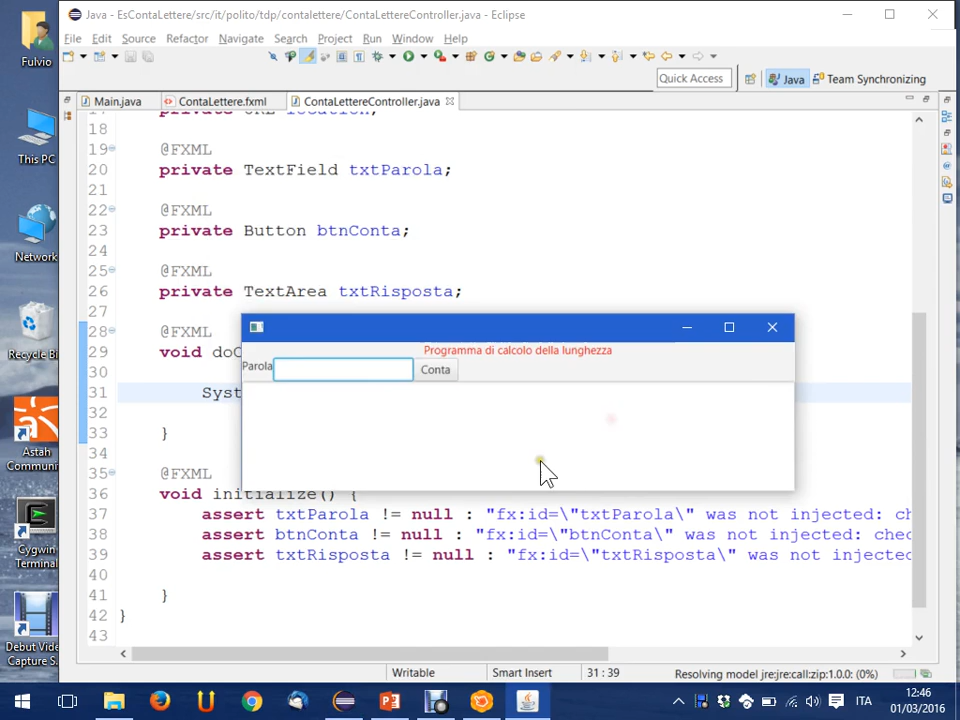 Java - EsContaLettere/src/it/polito/tdp/contalettere/ContaLettereController.java - Eclipse
File Edit Source Refactor Navigate Search Project Run Window Help
Quick Access
Java
Team Synchronizing
Main.java
ContaLettere.fxml
ContaLettereController.java
18
19 @FXML
20 private TextField txtParola;
21
22 @FXML
23 private Button btnConta;
24
25 @FXML
26 private TextArea txtRisposta;
27
28 @FXML
29 void doC
30
31 Syst
32
33 }
34
35 @FXML
36 void initialize() {
37 assert txtParola != null : "fx:id=\"txtParola\" was not injected: che
38 assert btnConta != null : "fx:id=\"btnConta\" was not injected: chec
39 assert txtRisposta != null : "fx:id=\"txtRisposta\" was not injected
40
41 }
42 }
43
Programma di calcolo della lunghezza
Parola
Conta
Writable
Smart Insert
31 : 39
Resolving model jre:jre:call:zip:1.0.0: (0%)
Fulvio
This PC
Network
Recycle Bi
Astah
Commun
Cygwin
Terminal
Debut Vide
Capture S
ITA
12:46
01/03/2016